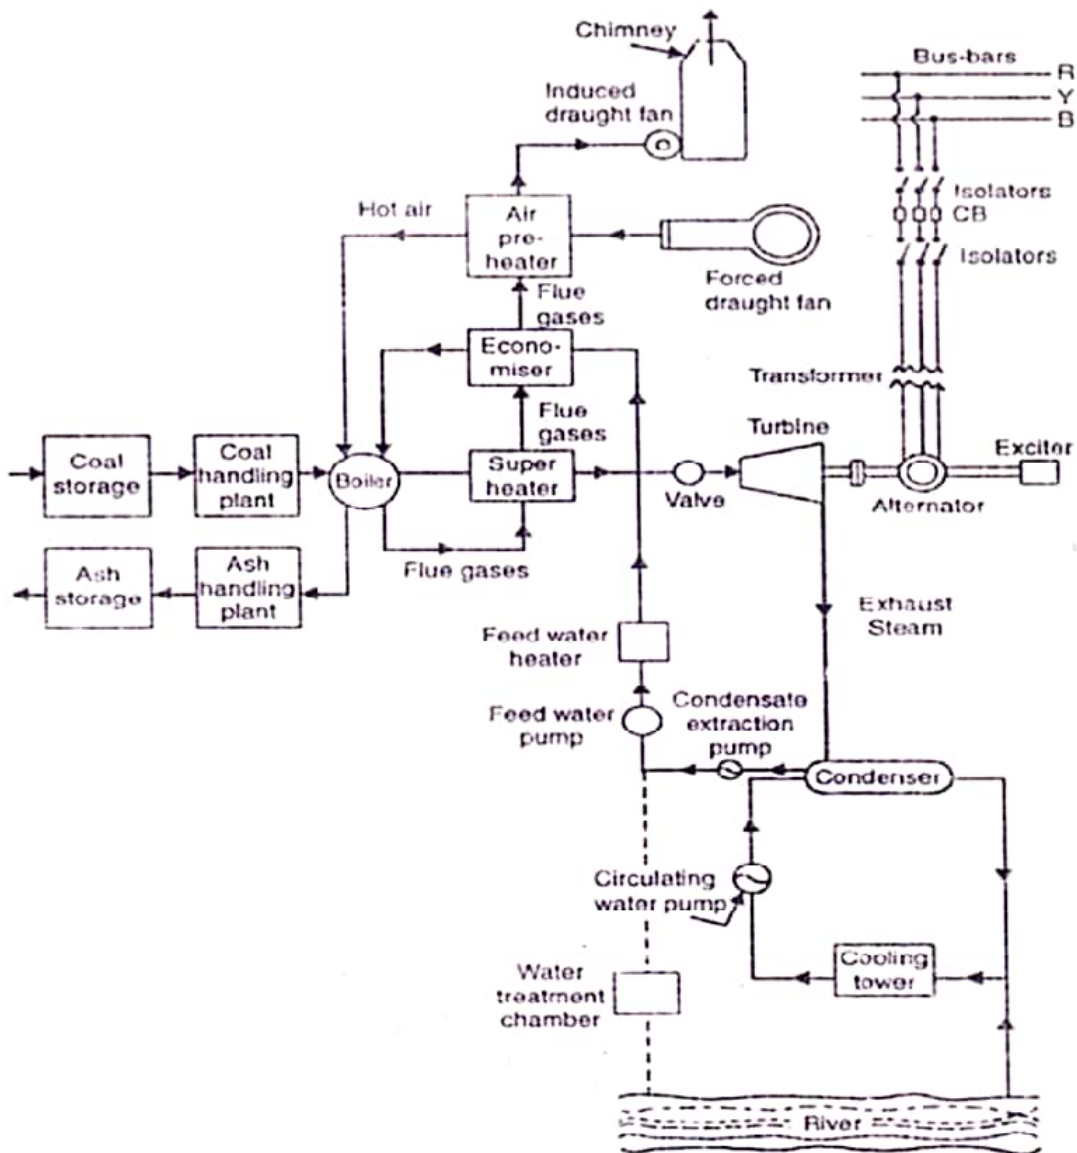 Chimney
Bus-bars
R
Y
B
Induced
draught fan
Isolators
CB
Isolators
Hot air
Air
pre-
heater
Forced
draught fan
Flue
gases
Econo-
miser
Transformer
Flue
gases
Turbine
Exciter
Coal
storage
Coal
handling
plant
Boiler
Super
heater
Valve
Alternator
Flue gases
Ash
storage
Ash
handling
plant
Exhaust
Steam
Feed water
heater
Feed water
pump
Condensate
extraction
pump
Condenser
Circulating
water pump
Cooling
tower
Water
treatment
chamber
River